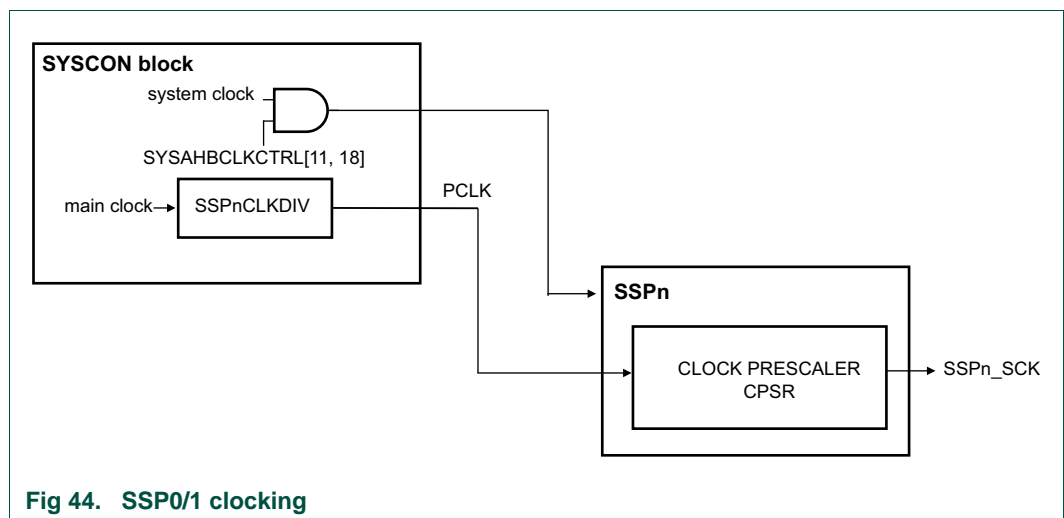 SYSCON block
system clock
SYSAHBCLKCTRL[11, 18]
main clock
SSPnCLKDIV
PCLK
SSPn
CLOCK PRESCALER
CPSR
SSPn_SCK
Fig 44. SSP0/1 clocking